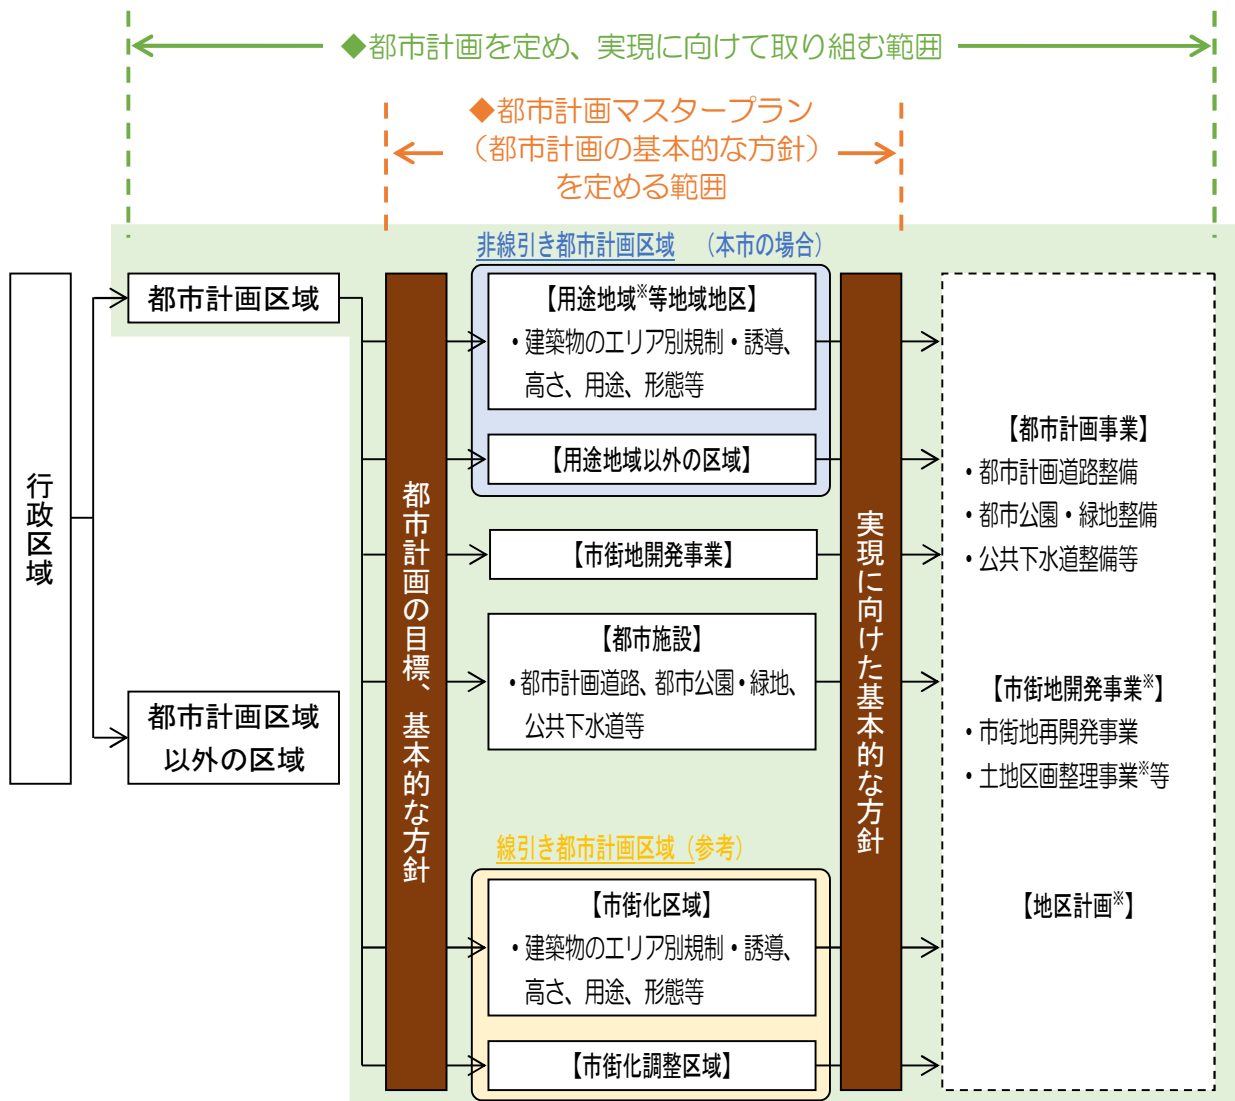 ◆都市計画を定め、実現に向けて取り組む範囲
◆都市計画マスタープラン
（都市計画の基本的な方針）
を定める範囲
行政区域
都市計画区域
都市計画区域
以外の区域
都市計画の目標、基本的な方針
非線引き都市計画区域　（本市の場合）
【用途地域※等地域地区】
・建築物のエリア別規制・誘導、
高さ、用途、形態等
【用途地域以外の区域】
【市街地開発事業】
【都市施設】
・都市計画道路、都市公園・緑地、
公共下水道等
線引き都市計画区域（参考）
【市街化区域】
・建築物のエリア別規制・誘導、
高さ、用途、形態等
【市街化調整区域】
実現に向けた基本的な方針
【都市計画事業】
・都市計画道路整備
・都市公園・緑地整備
・公共下水道整備等
【市街地開発事業※】
・市街地再開発事業
・土地区画整理事業※等
【地区計画※】